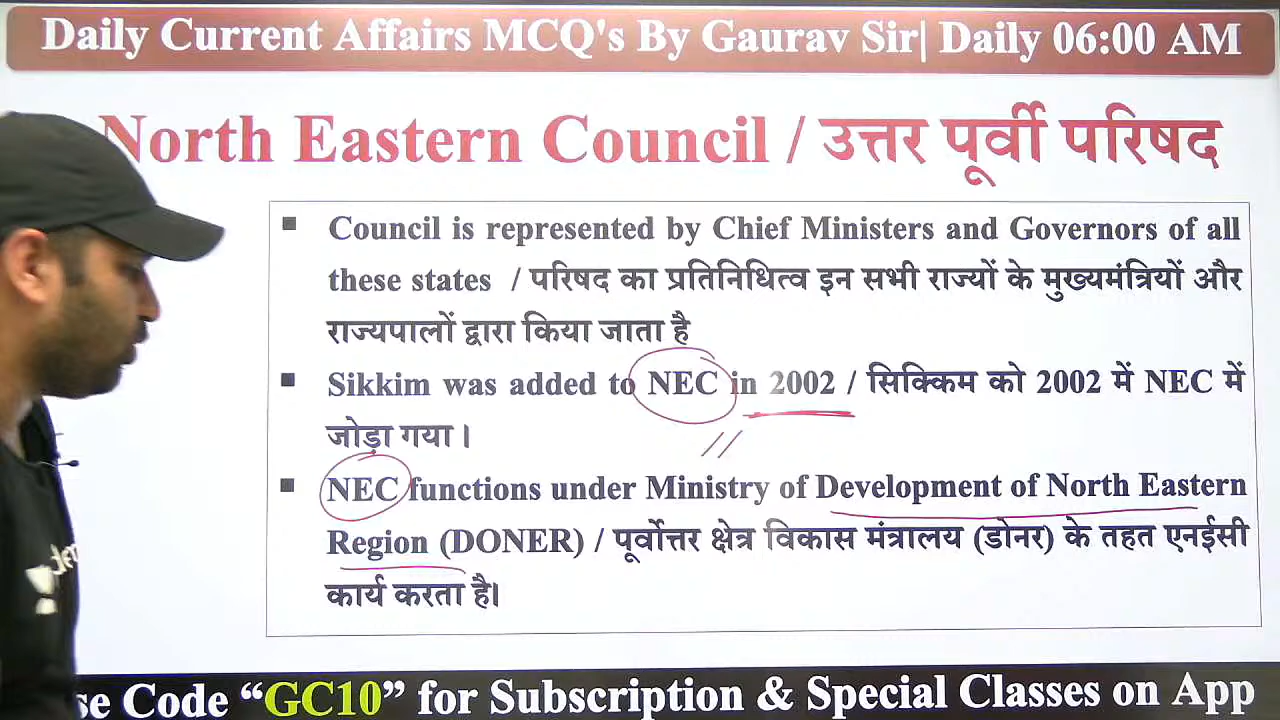 Daily Current Affairs MCQ's By Gaurav Sir| Daily 06:00 AM
North Eastern Council / उत्तर पूर्वी परिषद
▪ Council is represented by Chief Ministers and Governors of all
these states / परिषद का प्रतिनिधित्व इन सभी राज्यों के मुख्यमंत्रियों और
राज्यपालों द्वारा किया जाता है
▪ Sikkim was added to NEC in 2002 / सिक्किम को 2002 में NEC में
जोड़ा गया।
▪ NEC functions under Ministry of Development of North Eastern
Region (DONER) / पूर्वोत्तर क्षेत्र विकास मंत्रालय (डोनर) के तहत एनईसी
कार्य करता है।
se Code “GC10” for Subscription & Special Classes on App